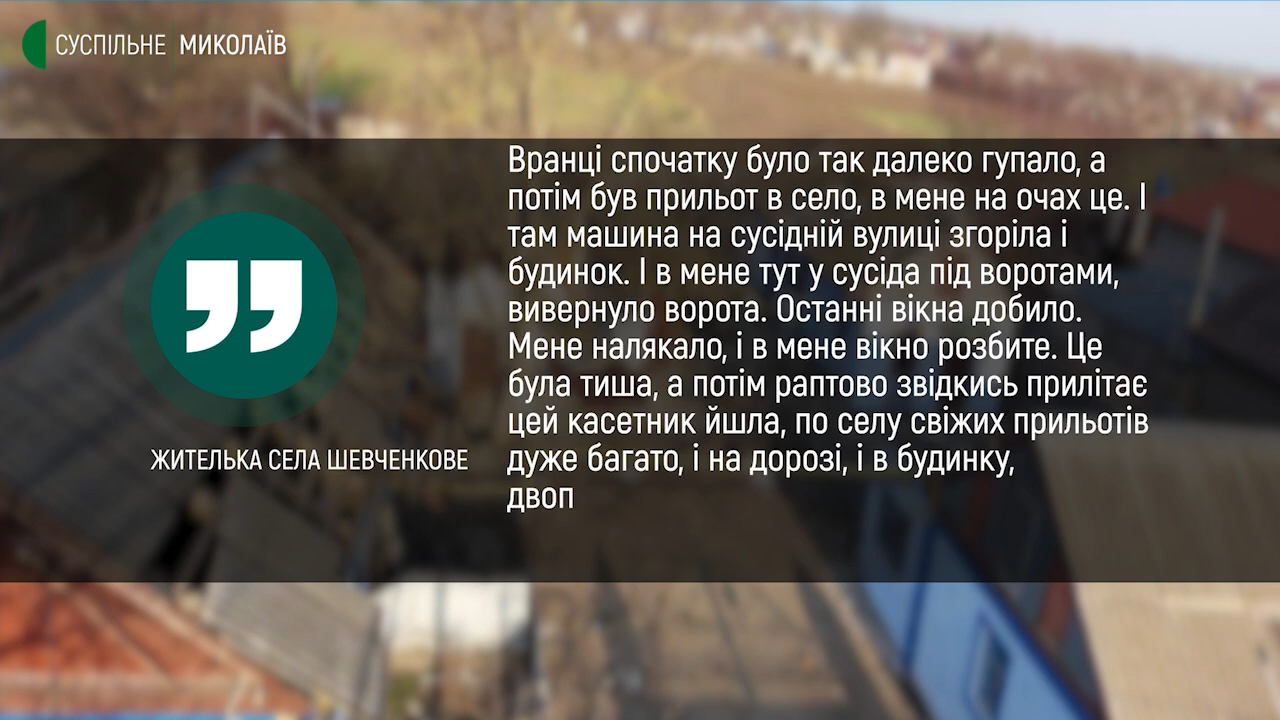 СУСПІЛЬНЕ МИКОЛАЇВ
Вранці спочатку було так далеко гупало, а
потім був прильот в село, в мене на очах це. І
там машина на сусідній вулиці згоріла і
будинок. І в мене тут у сусіда під воротами,
вивернуло ворота. Останні вікна добило.
Мене налякало, і в мене вікно розбите. Це
була тиша, а потім раптово звідкись прилітає
цей касетник йшла, по селу свіжих прильотів
дуже багато, і на дорозі, і в будинку,
двоп
ЖИТЕЛЬКА СЕЛА ШЕВЧЕНКОВЕ